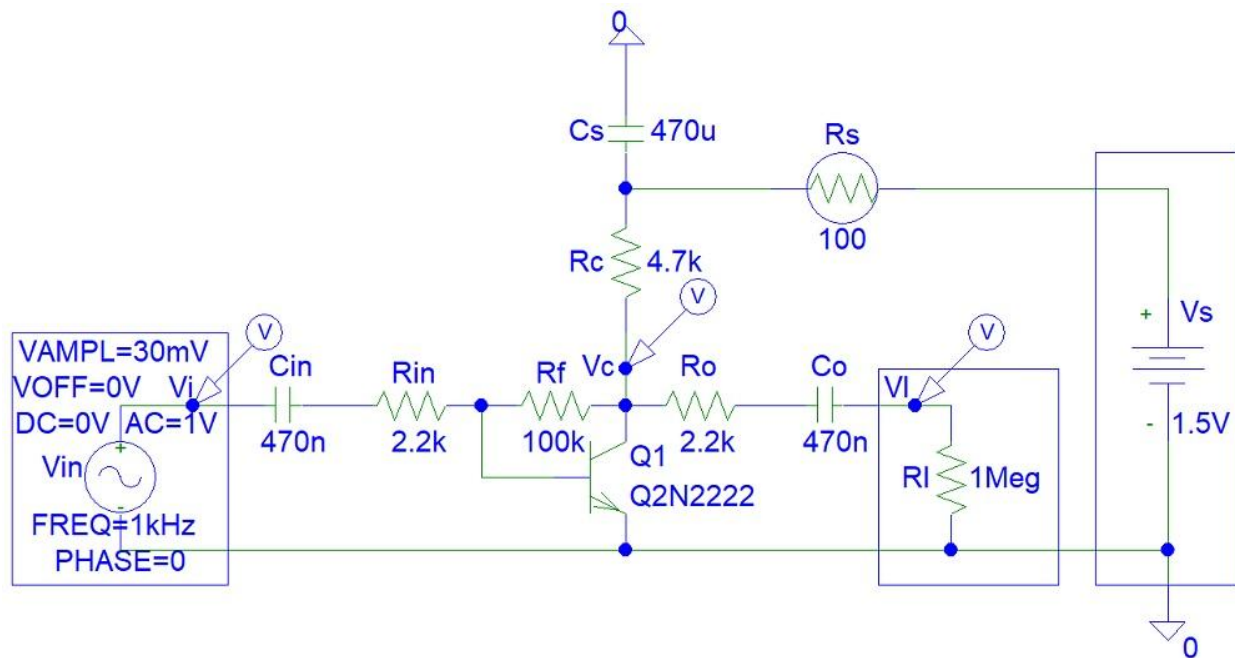 0
Cs 470u
Rs
100
Rc 4.7k
V
V
VAMPL=30mV
VOFF=0V Vi
DC=0V AC=1V
Vin
FREQ=1kHz
PHASE=0
Cin
470n
Rin
2.2k
Rf
100k
Vc
Ro
2.2k
Co
470n
Q1
Q2N2222
V
Vl
Rl 1Meg
+ Vs
- 1.5V
+
-
0